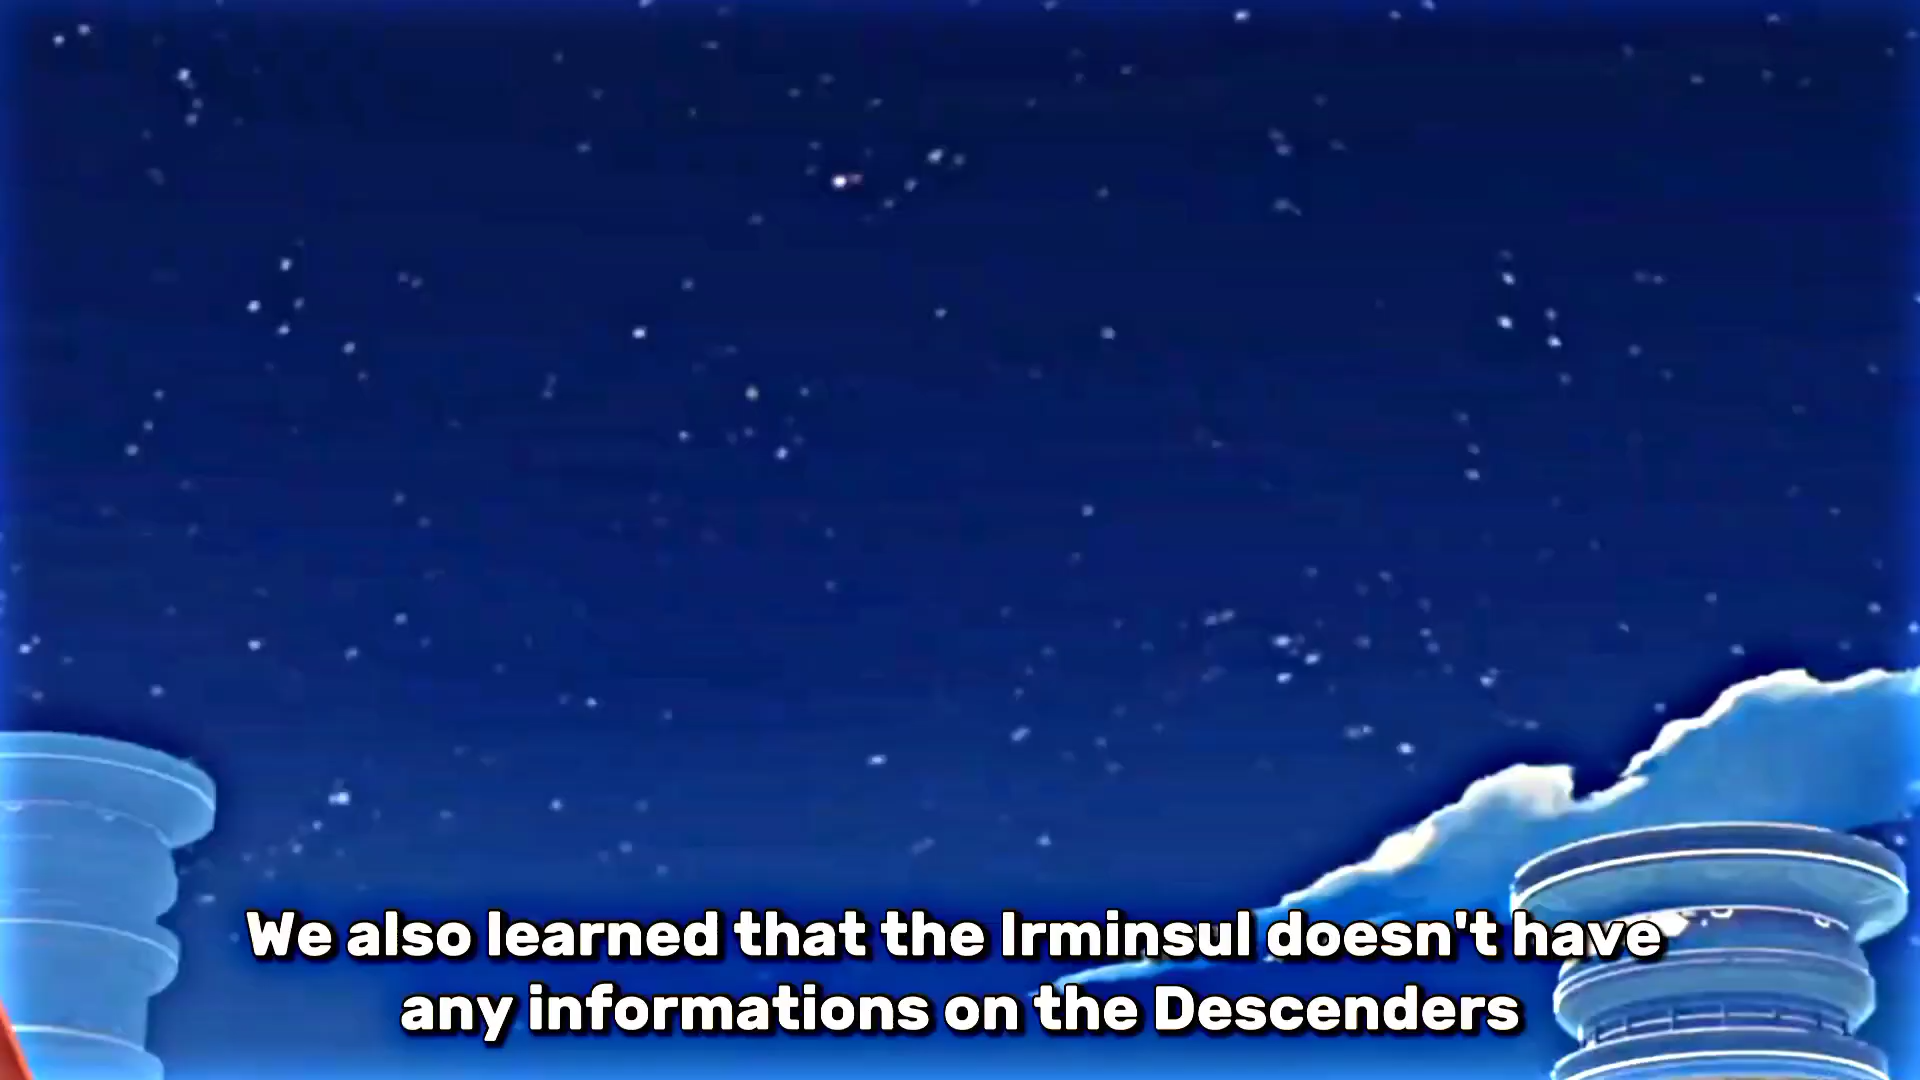 We also learned that the Irminsul doesn't have
any informations on the Descenders